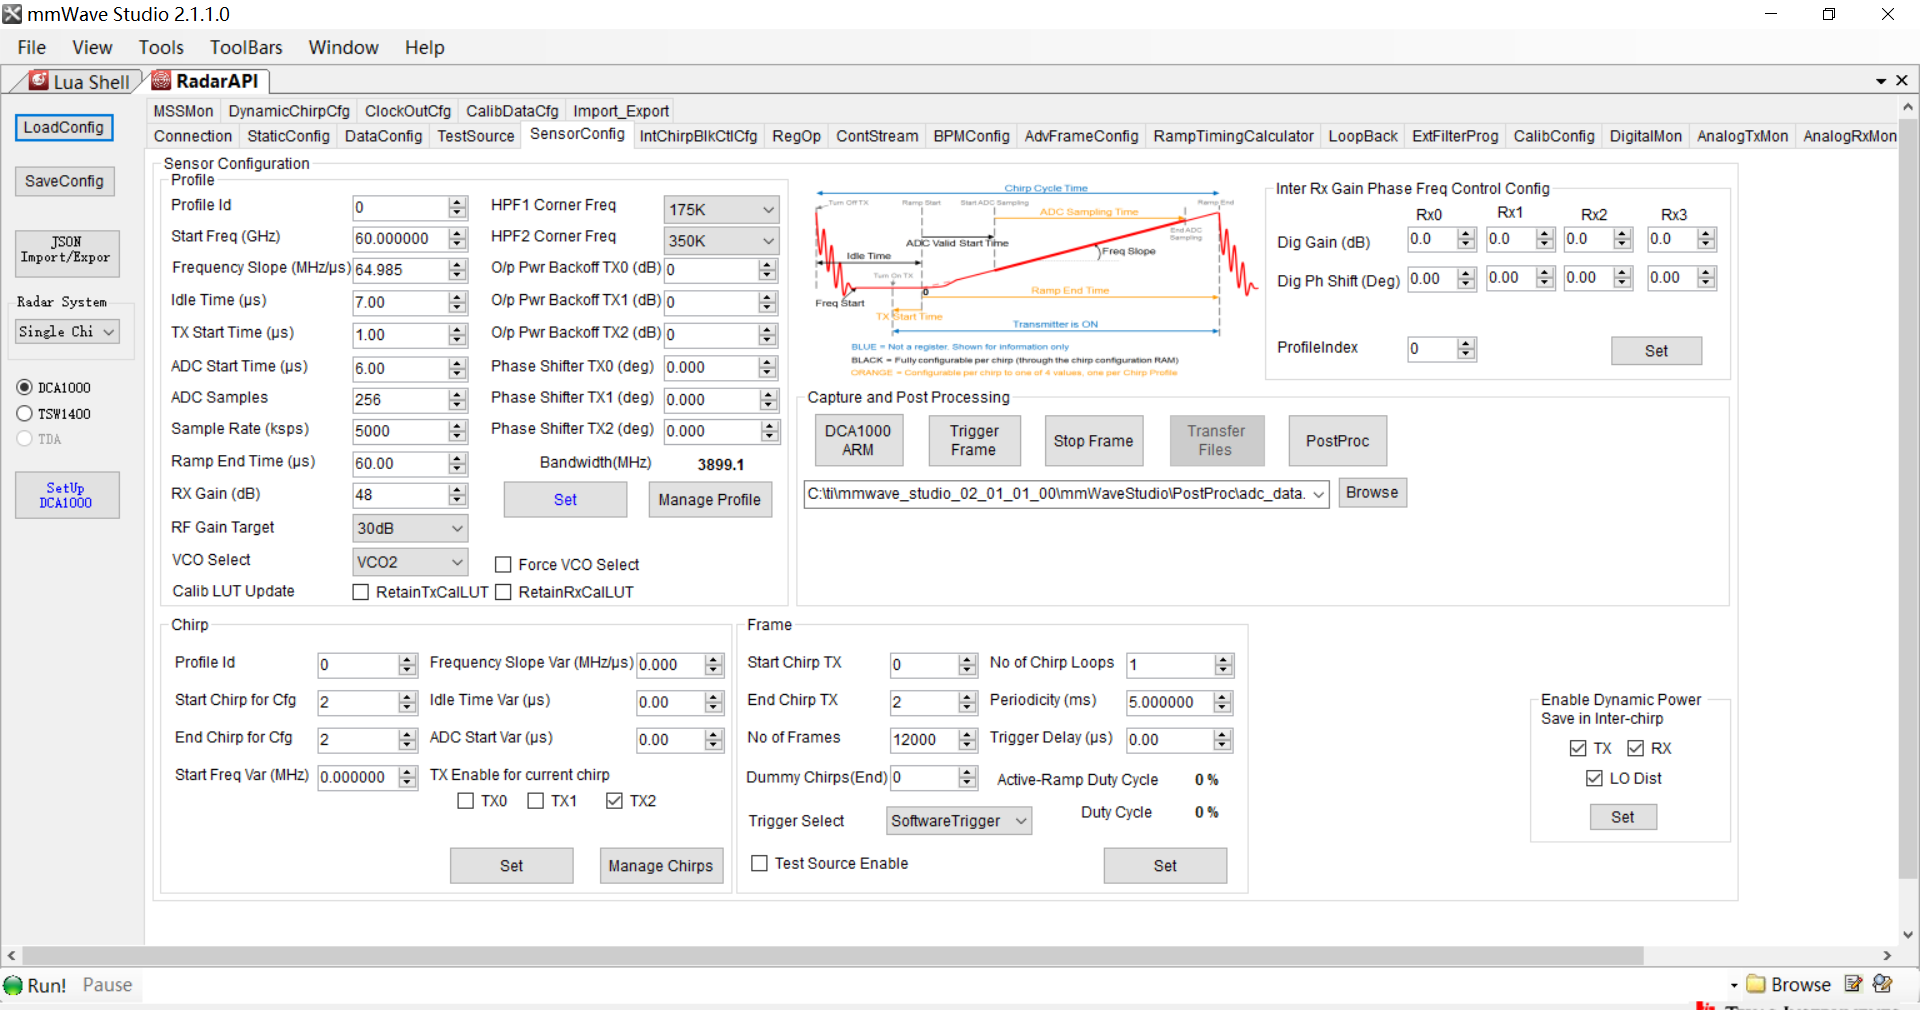 mmWave Studio 2.1.1.0
File View Tools ToolBars Window Help
Lua Shell RadarAPI
LoadConfig
SaveConfig
JSON
Import/Expor
Radar System
Single Chi
DCA1000
TSW1400
TDA
SetUp
DCA1000
MSSMon DynamicChirpCfg ClockOutCfg CalibDataCfg Import_Export
Connection StaticConfig DataConfig TestSource SensorConfig IntChirpBlkCtlCfg RegOp ContStream BPMConfig AdvFrameConfig RampTimingCalculator LoopBack ExtFilterProg CalibConfig DigitalMon AnalogTxMon AnalogRxMon
Sensor Configuration
Profile
Profile Id 0 HPF1 Corner Freq 175K
Start Freq (GHz) 60.000000 HPF2 Corner Freq 350K
Frequency Slope (MHz/µs) 64.985 O/p Pwr Backoff TX0 (dB) 0
Idle Time (µs) 7.00 O/p Pwr Backoff TX1 (dB) 0
TX Start Time (µs) 1.00 O/p Pwr Backoff TX2 (dB) 0
ADC Start Time (µs) 6.00 Phase Shifter TX0 (deg) 0.000
ADC Samples 256 Phase Shifter TX1 (deg) 0.000
Sample Rate (ksps) 5000 Phase Shifter TX2 (deg) 0.000
Ramp End Time (µs) 60.00 Bandwidth(MHz) 3899.1
RX Gain (dB) 48 Set Manage Profile
RF Gain Target 30dB
VCO Select VCO2 Force VCO Select
Calib LUT Update RetainTxCalLUT RetainRxCalLUT
Chirp Cycle Time
Turn Off TX Ramp Start Start ADC Sampling Ramp End
ADC Sampling Time
End ADC
Sampling
ADC Valid Start Time
Freq Slope
Idle Time
Turn On TX
0
Ramp End Time
Freq Start
TX Start Time
Transmitter is ON
BLUE = Not a register. Shown for information only
BLACK = Fully configurable per chirp (through the chirp configuration RAM)
ORANGE = Configurable per chirp to one of 4 values, one per Chirp Profile
Inter Rx Gain Phase Freq Control Config
Rx0 Rx1 Rx2 Rx3
Dig Gain (dB) 0.0 0.0 0.0 0.0
Dig Ph Shift (Deg) 0.00 0.00 0.00 0.00
ProfileIndex 0 Set
Capture and Post Processing
DCA1000
ARM
Trigger
Frame
Stop Frame
Transfer
Files
PostProc
C:\ti\mmwave_studio_02_01_01_00\mmWaveStudio\PostProc\adc_data. Browse
Chirp
Profile Id 0 Frequency Slope Var (MHz/µs) 0.000
Start Chirp for Cfg 2 Idle Time Var (µs) 0.00
End Chirp for Cfg 2 ADC Start Var (µs) 0.00
Start Freq Var (MHz) 0.000000 TX Enable for current chirp
TX0 TX1 TX2
Set Manage Chirps
Frame
Start Chirp TX 0 No of Chirp Loops 1
End Chirp TX 2 Periodicity (ms) 5.000000
No of Frames 12000 Trigger Delay (µs) 0.00
Dummy Chirps(End) 0 Active-Ramp Duty Cycle 0 %
Duty Cycle 0 %
Trigger Select SoftwareTrigger
Test Source Enable Set
Enable Dynamic Power
Save in Inter-chirp
TX RX
LO Dist
Set
Run! Pause Browse